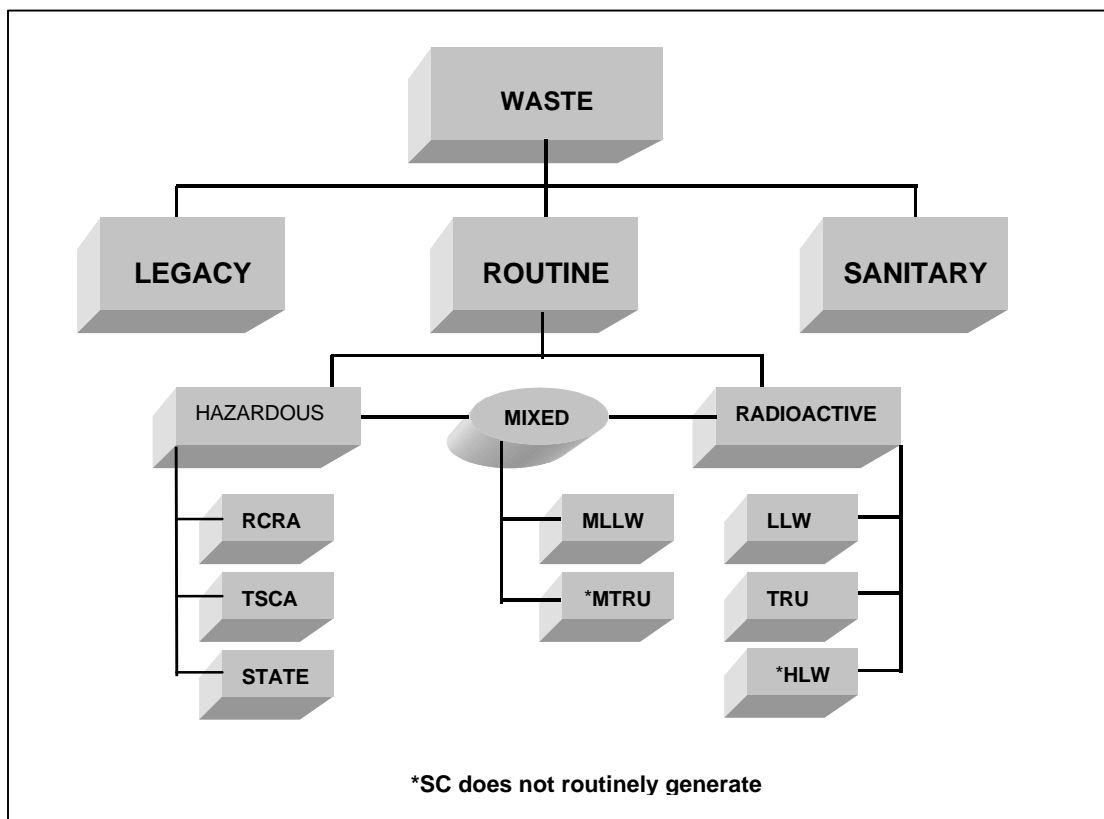 WASTE
LEGACY
ROUTINE
SANITARY
HAZARDOUS
MIXED
RADIOACTIVE
RCRA
MLLW
LLW
TSCA
*MTRU
TRU
STATE
*HLW
*SC does not routinely generate